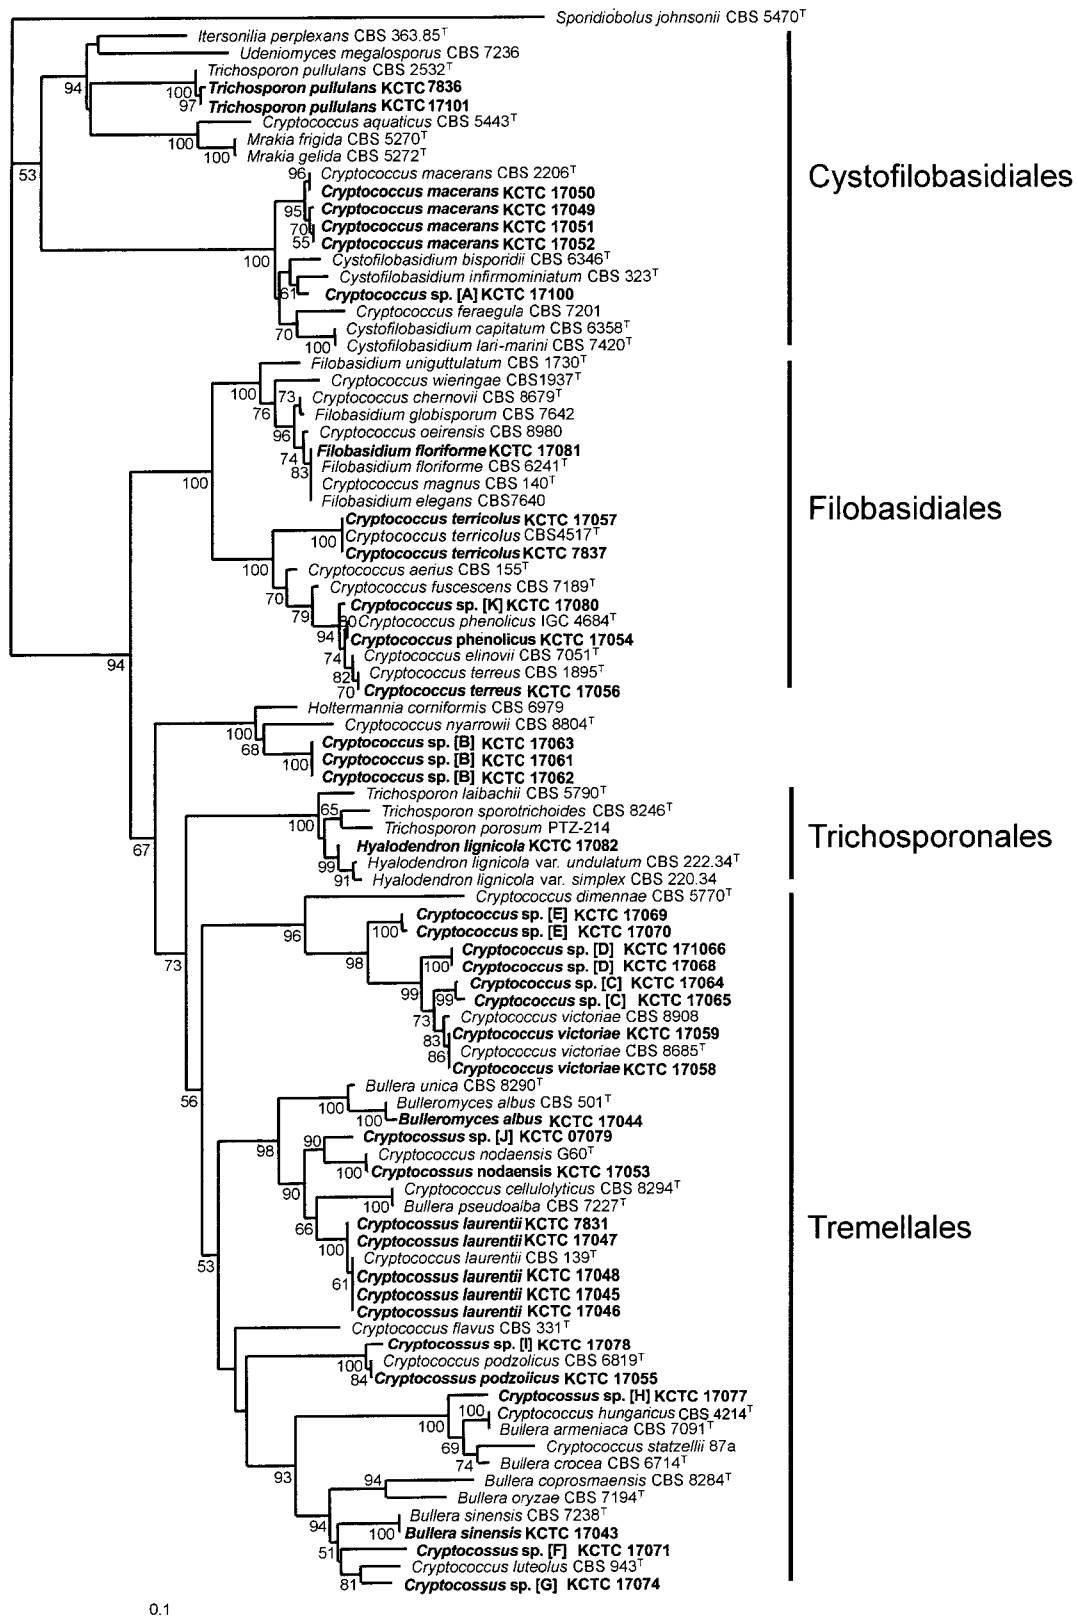 Sporidiobolus johnsonii CBS 5470T
Itersonilia perplexans CBS 363.85T
Udeniomyces megalosporus CBS 7236
Trichosporon pullulans CBS 2532T
94
100
Trichosporon pullulans KCTC 7836
97
Trichosporon pullulans KCTC 17101
Cryptococcus aquaticus CBS 5443T
100
Mrakia frigida CBS 5270T
100
Mrakia gelida CBS 5272T
53
96
Cryptococcus macerans CBS 2206T
Cystofilobasidiales
Cryptococcus macerans KCTC 17050
95
Cryptococcus macerans KCTC 17049
70
Cryptococcus macerans KCTC 17051
55
Cryptococcus macerans KCTC 17052
100
Cystofilobasidium bisporidii CBS 6346T
Cystofilobasidium infirmominiatum CBS 323T
61
Cryptococcus sp. [A] KCTC 17100
Cryptococcus feraegula CBS 7201
70
Cystofilobasidium capitatum CBS 6358T
100
Cystofilobasidium lari-marini CBS 7420T
Filobasidium uniguttulatum CBS 1730T
100
Cryptococcus wieringae CBS1937T
73
Cryptococcus chernovii CBS 8679T
76
Filobasidium globisporum CBS 7642
96
Cryptococcus oeirensis CBS 8980
74
Filobasidium floriforme KCTC 17081
83
Filobasidium floriforme CBS 6241T
100
Cryptococcus magnus CBS 140T
Filobasidium elegans CBS7640
Filobasidiales
Cryptococcus terricolus KCTC 17057
100
Cryptococcus terricolus CBS4517T
Cryptococcus terricolus KCTC 7837
100
Cryptococcus aerius CBS 155T
70
Cryptococcus fuscescens CBS 7189T
79
Cryptococcus sp. [K] KCTC 17080
Cryptococcus phenolicus IGC 4684T
94
Cryptococcus phenolicus KCTC 17054
74
Cryptococcus elinovii CBS 7051T
94
82
Cryptococcus terreus CBS 1895T
70
Cryptococcus terreus KCTC 17056
Holtermannia corniformis CBS 6979
100
Cryptococcus nyarrowii CBS 8804T
68
Cryptococcus sp. [B] KCTC 17063
100
Cryptococcus sp. [B] KCTC 17061
Cryptococcus sp. [B] KCTC 17062
Trichosporon laibachii CBS 5790T
65
Trichosporon sporotrichoides CBS 8246T
100
Trichosporon porosum PTZ-214
Trichosporonales
67
Hyalodendron lignicola KCTC 17082
99
Hyalodendron lignicola var. undulatum CBS 222.34T
91
Hyalodendron lignicola var. simplex CBS 220.34
Cryptococcus dimennae CBS 5770T
96
Cryptococcus sp. [E] KCTC 17069
100
Cryptococcus sp. [E] KCTC 17070
73
98
Cryptococcus sp. [D] KCTC 171066
100
Cryptococcus sp. [D] KCTC 17068
Cryptococcus sp. [C] KCTC 17064
99
99
Cryptococcus sp. [C] KCTC 17065
73
Cryptococcus victoriae CBS 8908
83
Cryptococcus victoriae KCTC 17059
86
Cryptococcus victoriae CBS 8685T
Cryptococcus victoriae KCTC 17058
56
Bullera unica CBS 8290T
100
Bulleromyces albus CBS 501T
100
Bulleromyces albus KCTC 17044
98
90
Cryptocossus sp. [J] KCTC 07079
Cryptococcus nodaensis G60T
100
Cryptocossus nodaensis KCTC 17053
90
Cryptococcus cellulolyticus CBS 8294T
100
Bullera pseudoalba CBS 7227T
66
Cryptocossus laurentii KCTC 7831
Tremellales
100
Cryptocossus laurentii KCTC 17047
53
Cryptococcus laurentii CBS 139T
61
Cryptocossus laurentii KCTC 17048
Cryptocossus laurentii KCTC 17045
Cryptocossus laurentii KCTC 17046
Cryptococcus flavus CBS 331T
Cryptocossus sp. [I] KCTC 17078
100
Cryptococcus podzolicus CBS 6819T
84
Cryptocossus podzoiicus KCTC 17055
Cryptocossus sp. [H] KCTC 17077
100
100
Cryptococcus hungaricus CBS 4214T
Bullera armeniaca CBS 7091T
69
Cryptococcus statzellii 87a
74
Bullera crocea CBS 6714T
93
94
Bullera coprosmaensis CBS 8284T
Bullera oryzae CBS 7194T
94
Bullera sinensis CBS 7238T
100
Bullera sinensis KCTC 17043
51
Cryptocossus sp. [F] KCTC 17071
Cryptococcus luteolus CBS 943T
81
Cryptocossus sp. [G] KCTC 17074
0.1